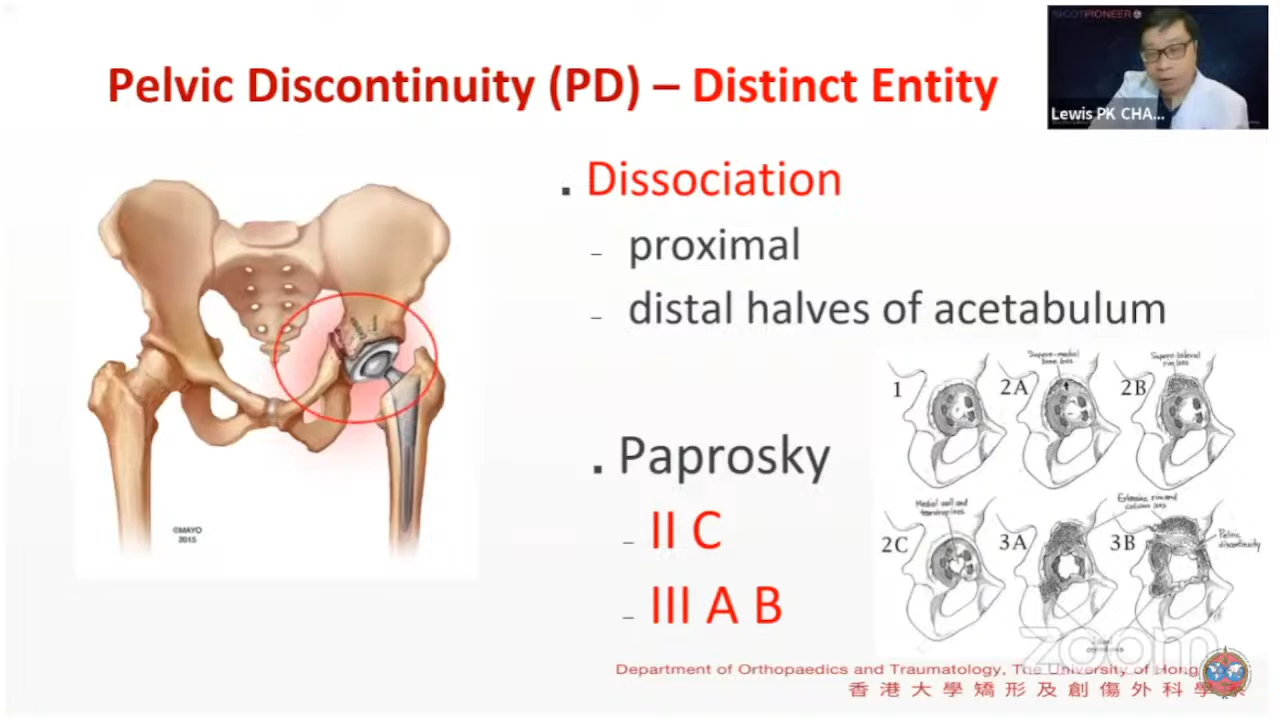 SICOTPIONEER
Lewis PK CHA...
Pelvic Discontinuity (PD) – Distinct Entity
. Dissociation
– proximal
– distal halves of acetabulum
. Paprosky
– II C
– III A B
©MAYO
2015
Supero-medial
bone loss
Supero-lateral
rim loss
1
2A
2B
Medial wall and
teardrop loss
Extensive rim and
column loss
2C
3A
3B
Pelvic
discontinuity
zoom
Department of Orthopaedics and Traumatology, The University of Hong
香港大學矯形及創傷外科學系